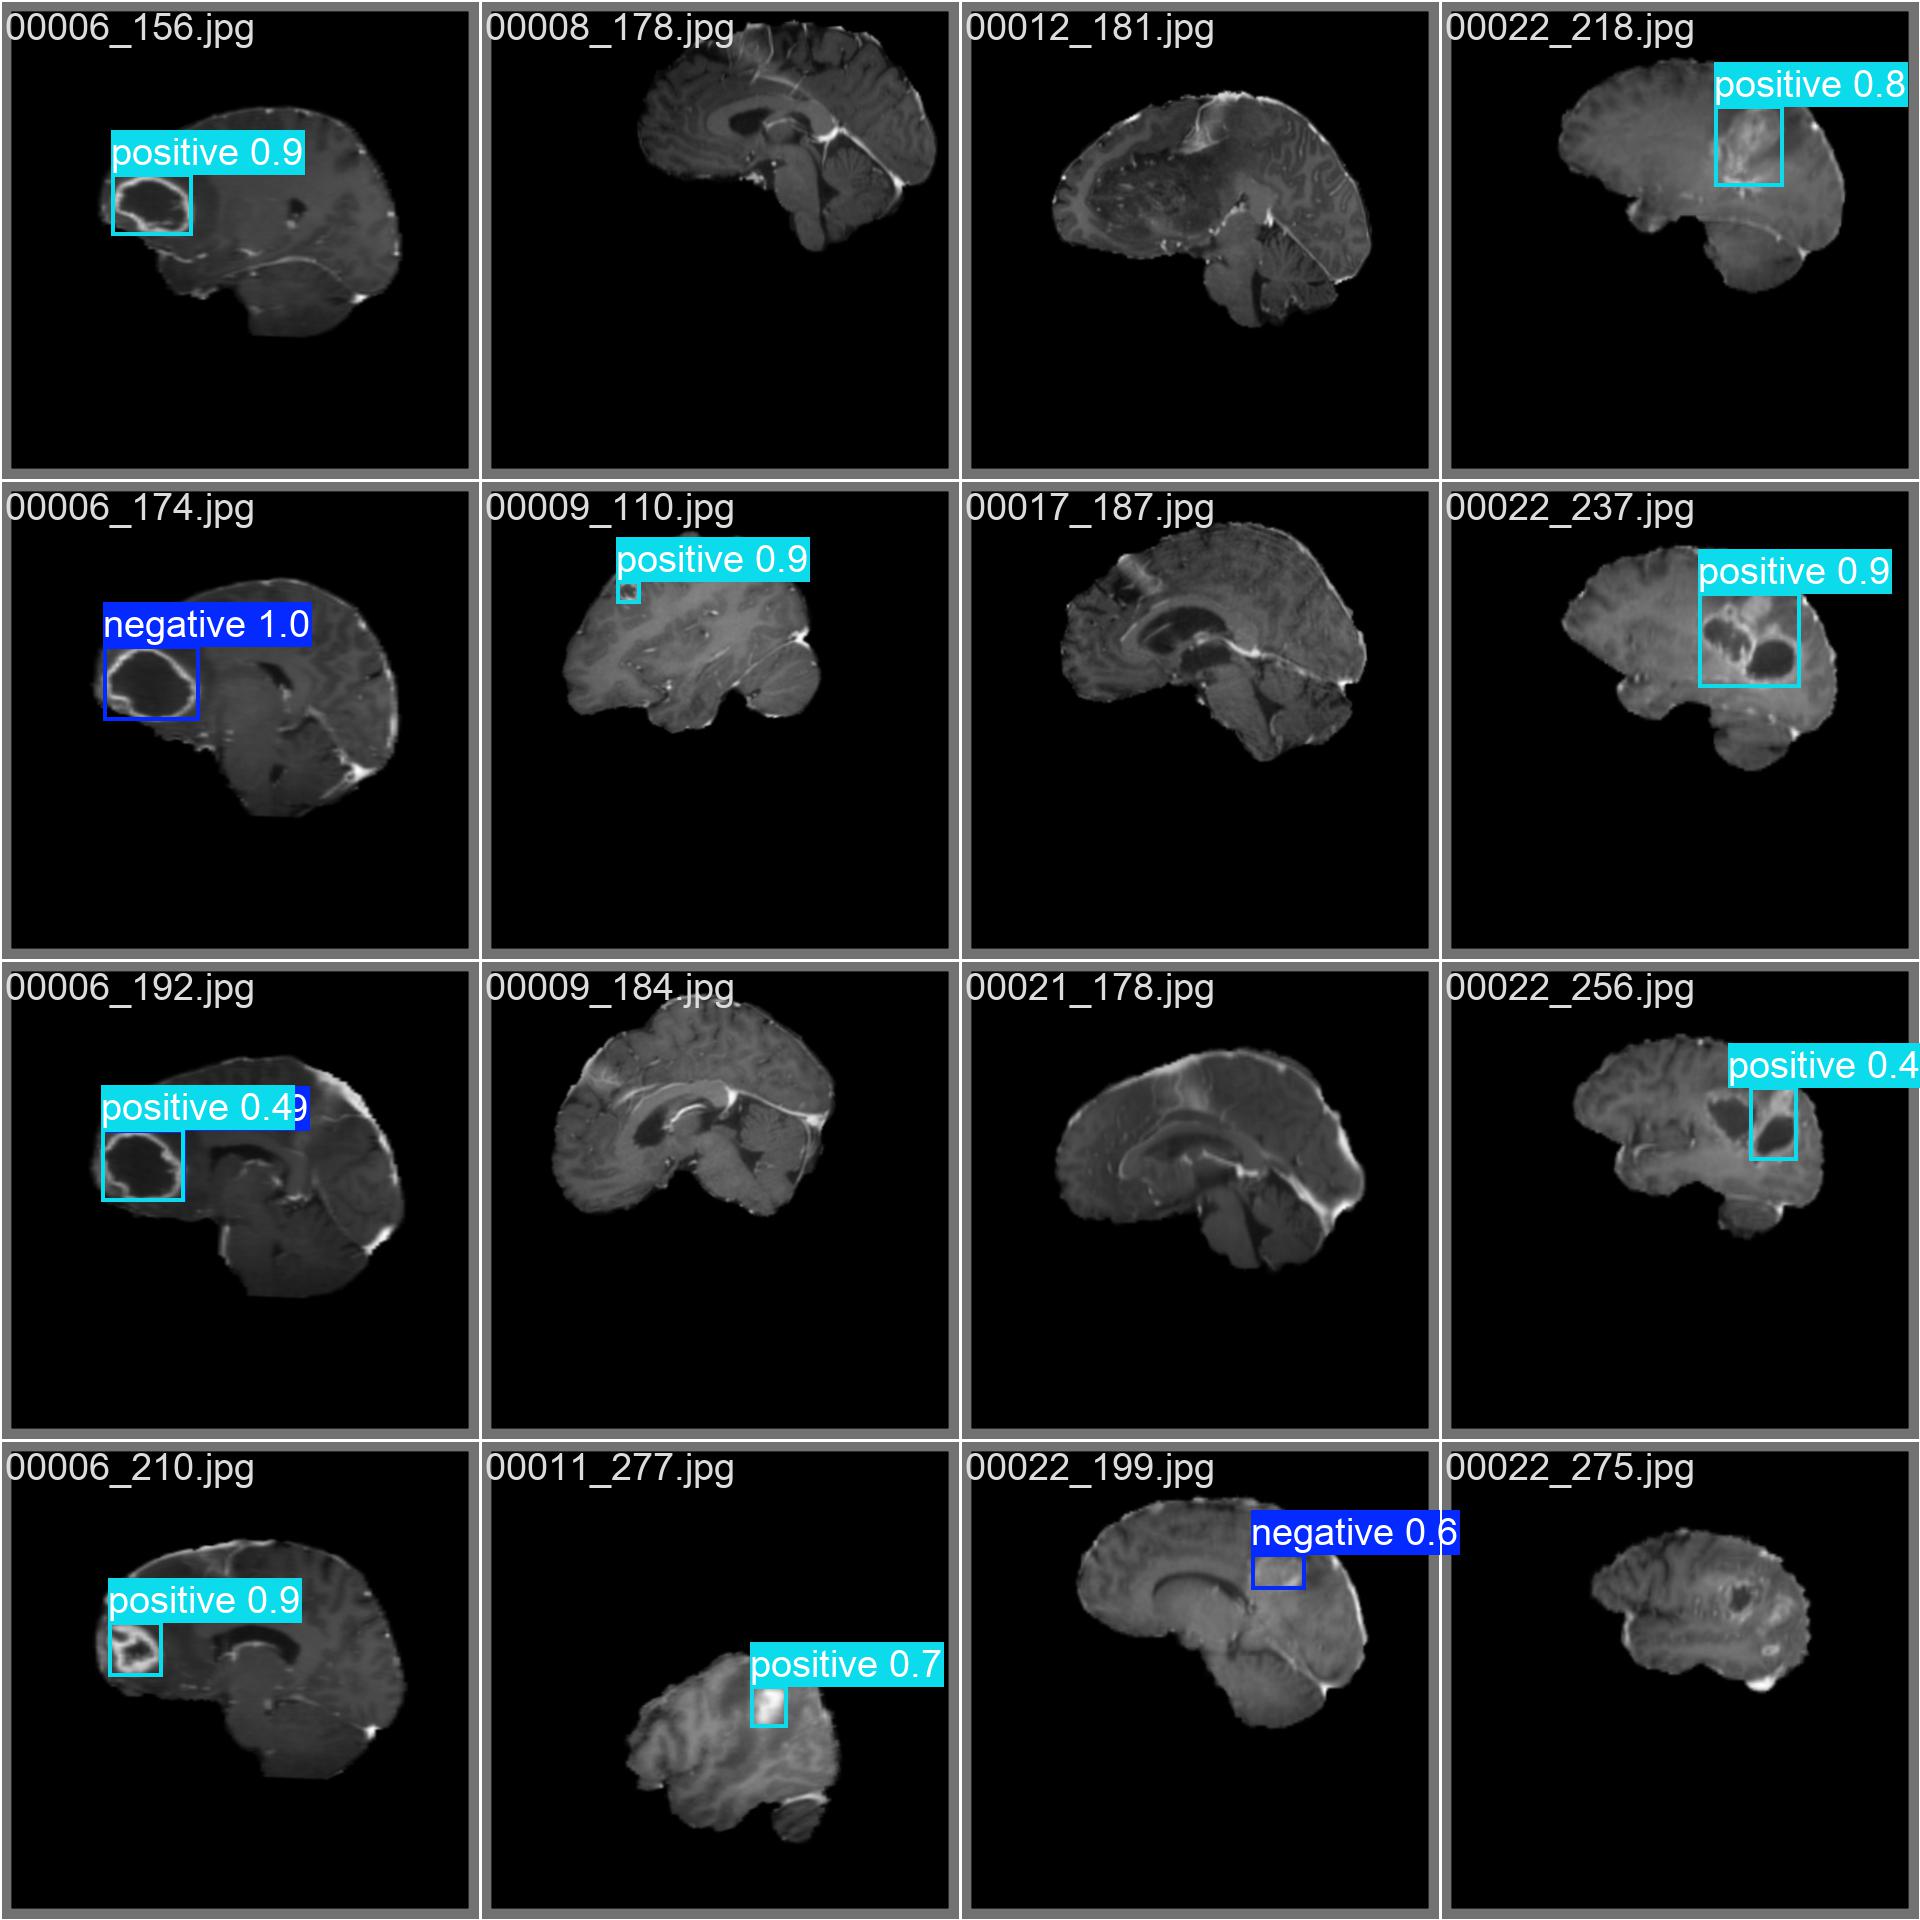 00006_156.jpg
positive 0.9
00008_178.jpg
00012_181.jpg
00022_218.jpg
positive 0.8
00006_174.jpg
negative 1.0
00009_110.jpg
positive 0.9
00017_187.jpg
00022_237.jpg
positive 0.9
00006_192.jpg
positive 0.4
9
00009_184.jpg
00021_178.jpg
00022_256.jpg
positive 0.4
00006_210.jpg
positive 0.9
00011_277.jpg
positive 0.7
00022_199.jpg
negative 0.6
00022_275.jpg